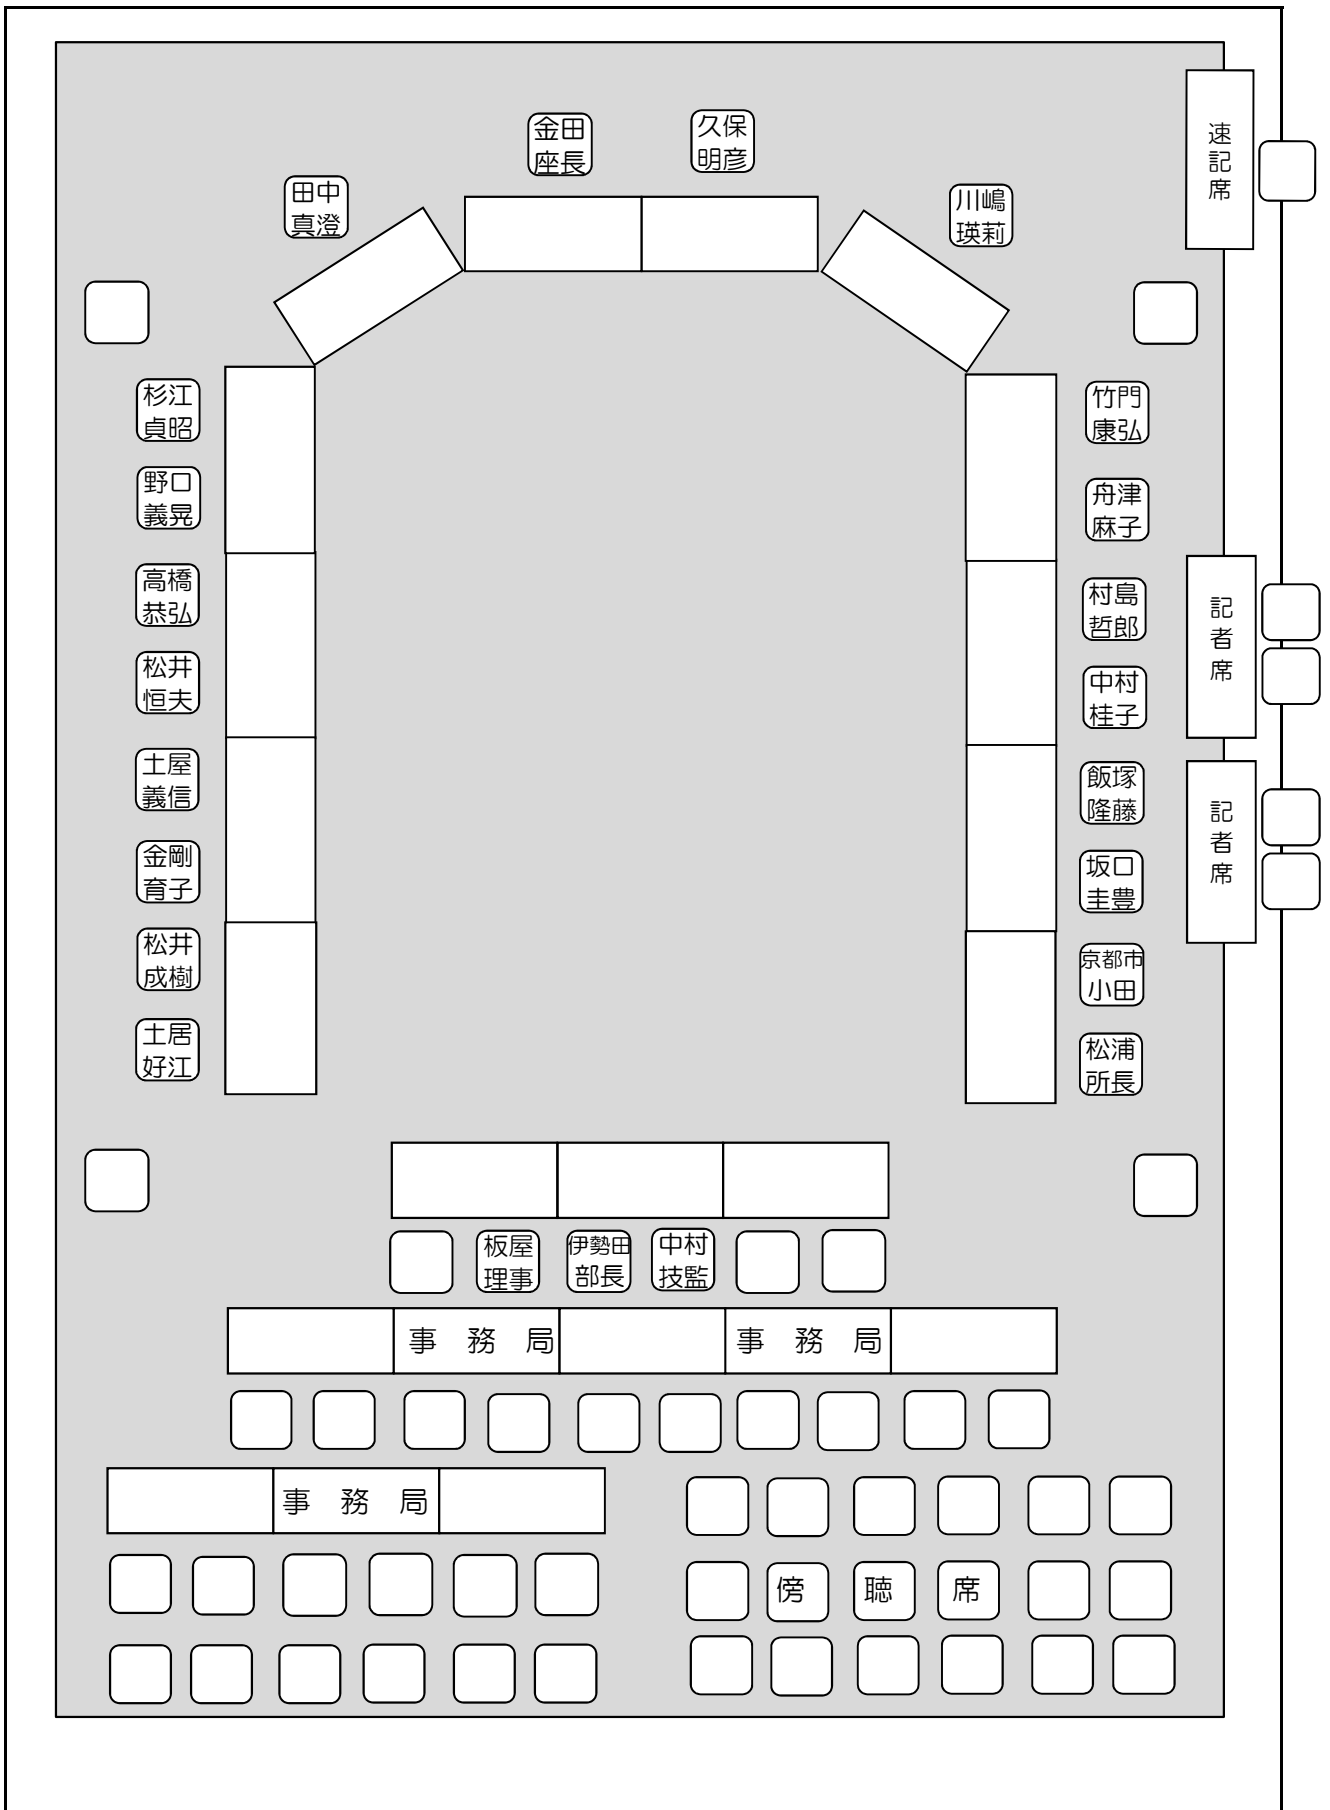 金田
座長
久保
明彦
田中
真澄
川嶋
瑛莉
速記席
杉江
貞昭
野口
義晃
高橋
恭弘
松井
恒夫
土屋
義信
金剛
育子
松井
成樹
土居
好江
竹門
康弘
舟津
麻子
村島
哲郎
中村
桂子
飯塚
隆藤
坂口
圭豊
京都市
小田
松浦
所長
記者席
記者席
板屋
理事
伊勢田
部長
中村
技監
事 務 局
事 務 局
事 務 局
傍 聴 席